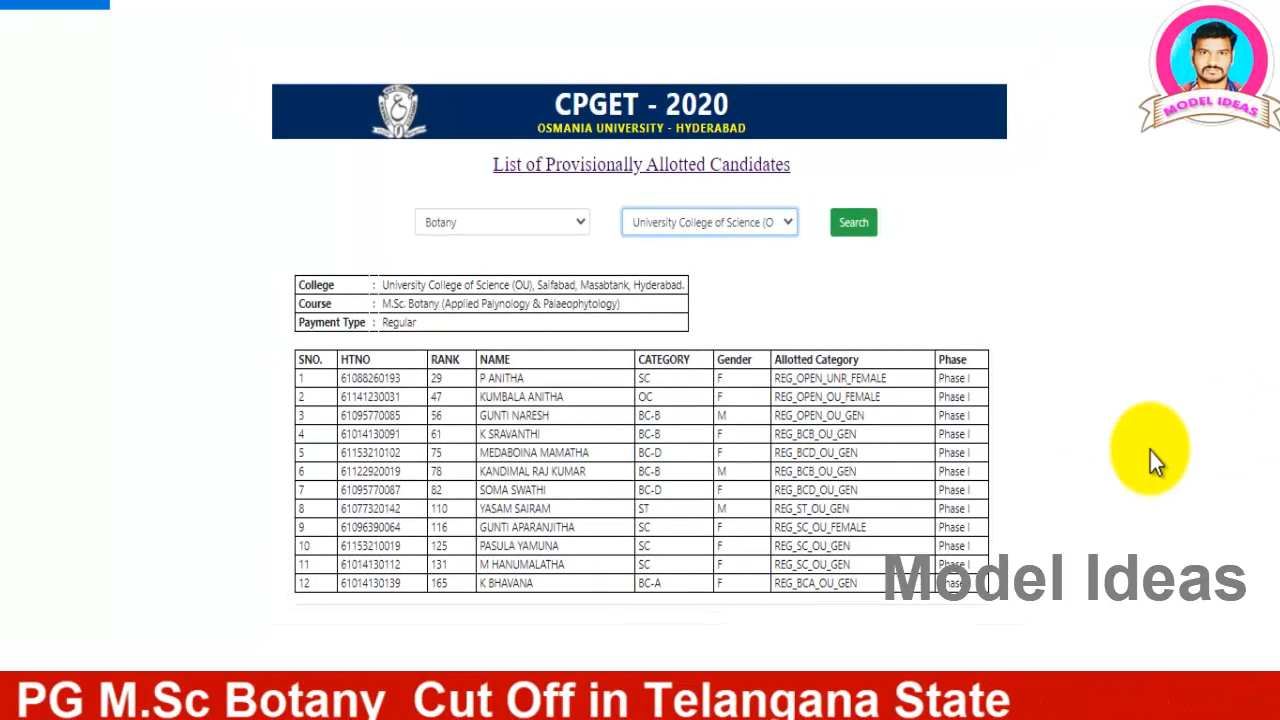 MODEL IDEAS
CPGET - 2020
OSMANIA UNIVERSITY - HYDERABAD
List of Provisionally Allotted Candidates
Botany University College of Science (O Search
College : University College of Science (OU), Saifabad, Masabtank, Hyderabad.
Course : M.Sc. Botany (Applied Palynology & Palaeophytology)
Payment Type : Regular
SNO. HTNO RANK NAME CATEGORY Gender Allotted Category Phase
1 61088260193 29 P ANITHA SC F REG_OPEN_UNR_FEMALE Phase I
2 61141230031 47 KUMBALA ANITHA OC F REG_OPEN_OU_FEMALE Phase I
3 61095770085 56 GUNTI NARESH BC-B M REG_OPEN_OU_GEN Phase I
4 61014130091 61 K SRAVANTHI BC-B F REG_BCB_OU_GEN Phase I
5 61153210102 75 MEDABOINA MAMATHA BC-D F REG_BCD_OU_GEN Phase I
6 61122920019 78 KANDIMAL RAJ KUMAR BC-B M REG_BCB_OU_GEN Phase I
7 61095770087 82 SOMA SWATHI BC-D F REG_BCD_OU_GEN Phase I
8 61077320142 110 YASAM SAIRAM ST M REG_ST_OU_GEN Phase I
9 61096390064 116 GUNTI APARANJITHA SC F REG_SC_OU_FEMALE Phase I
10 61153210019 125 PASULA YAMUNA SC F REG_SC_OU_GEN Phase I
11 61014130112 131 M HANUMALATHA SC F REG_SC_OU_GEN Phase I
12 61014130139 165 K BHAVANA BC-A F REG_BCA_OU_GEN Phase I
Model Ideas
PG M.Sc Botany Cut Off in Telangana State